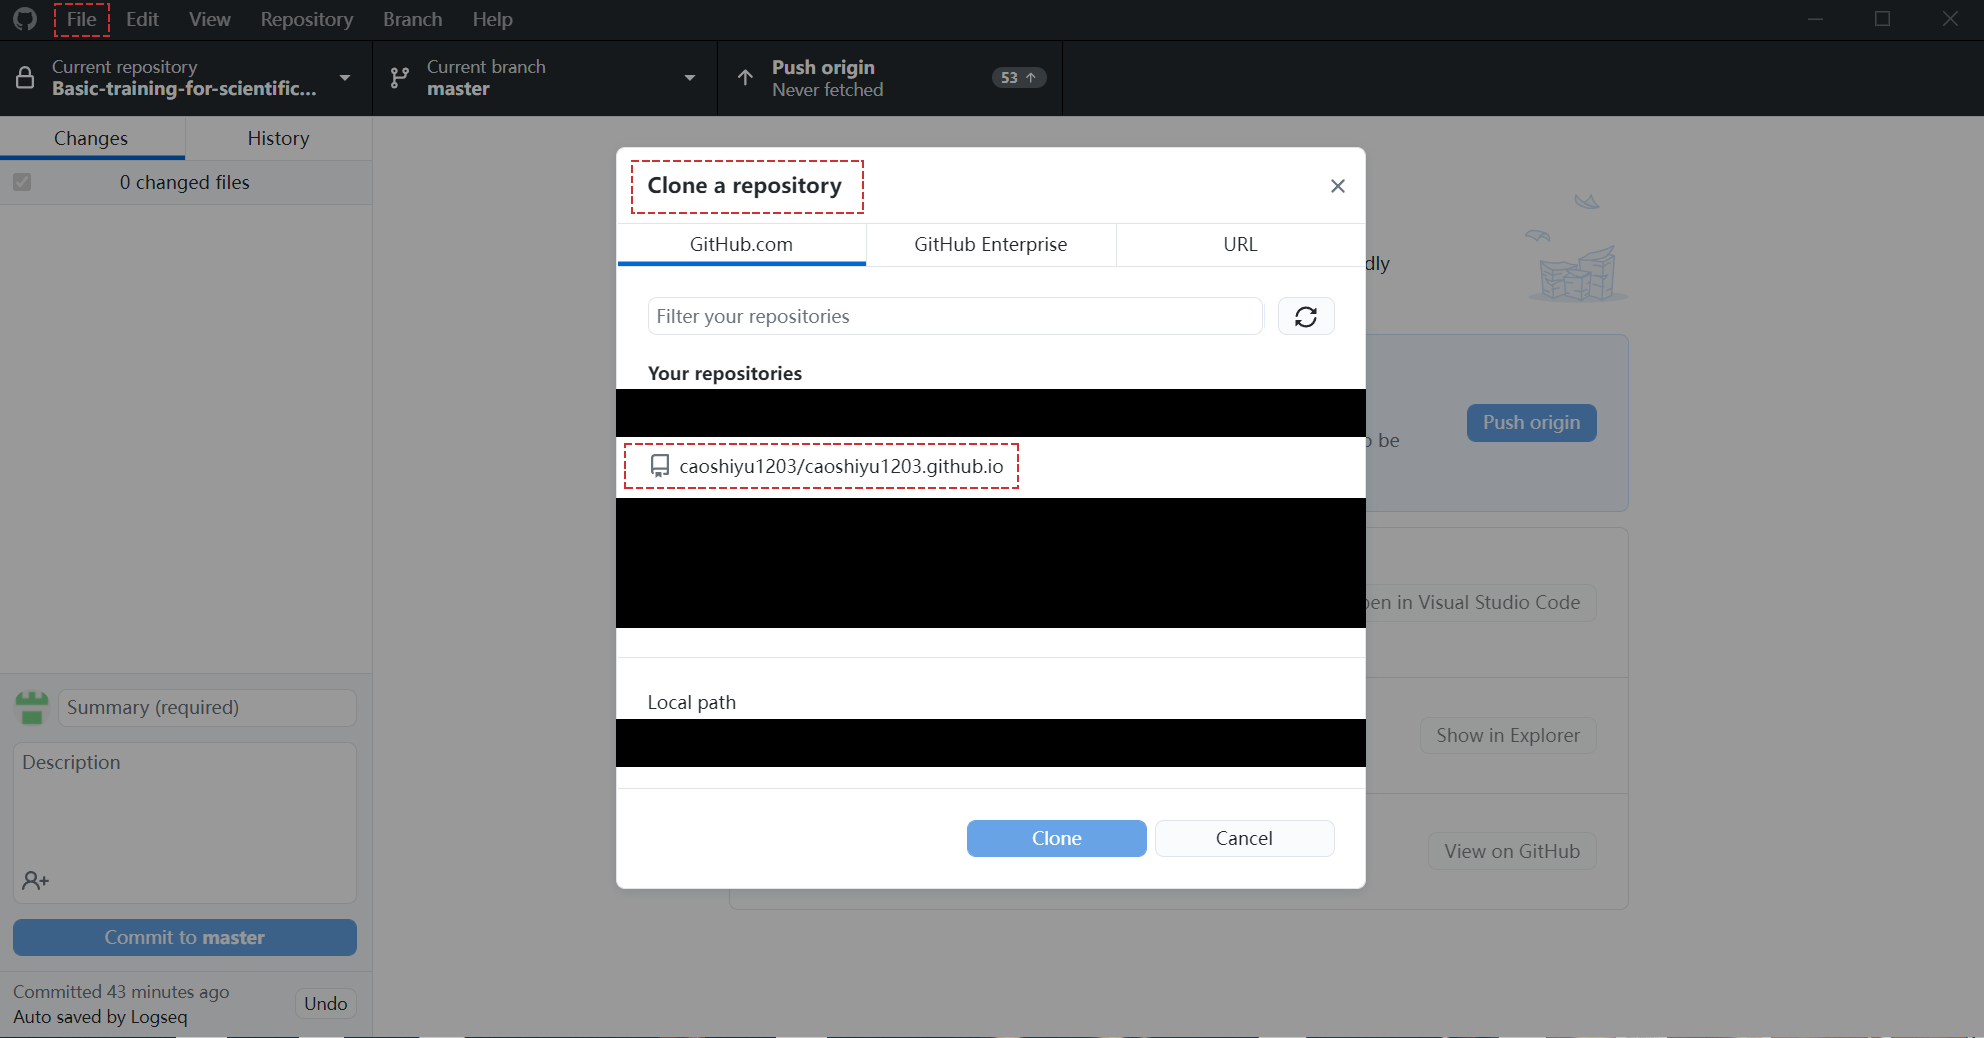 File Edit View Repository Branch Help
Current repository
Basic-training-for-scientific...
Current branch
master
Push origin
Never fetched
53
Changes
History
0 changed files
Clone a repository
GitHub.com
GitHub Enterprise
URL
dly
Filter your repositories
Your repositories
Push origin
be
caoshiyu1203/caoshiyu1203.github.io
pen in Visual Studio Code
Local path
Summary (required)
Show in Explorer
Description
Clone
Cancel
View on GitHub
Commit to master
Committed 43 minutes ago
Auto saved by Logseq
Undo